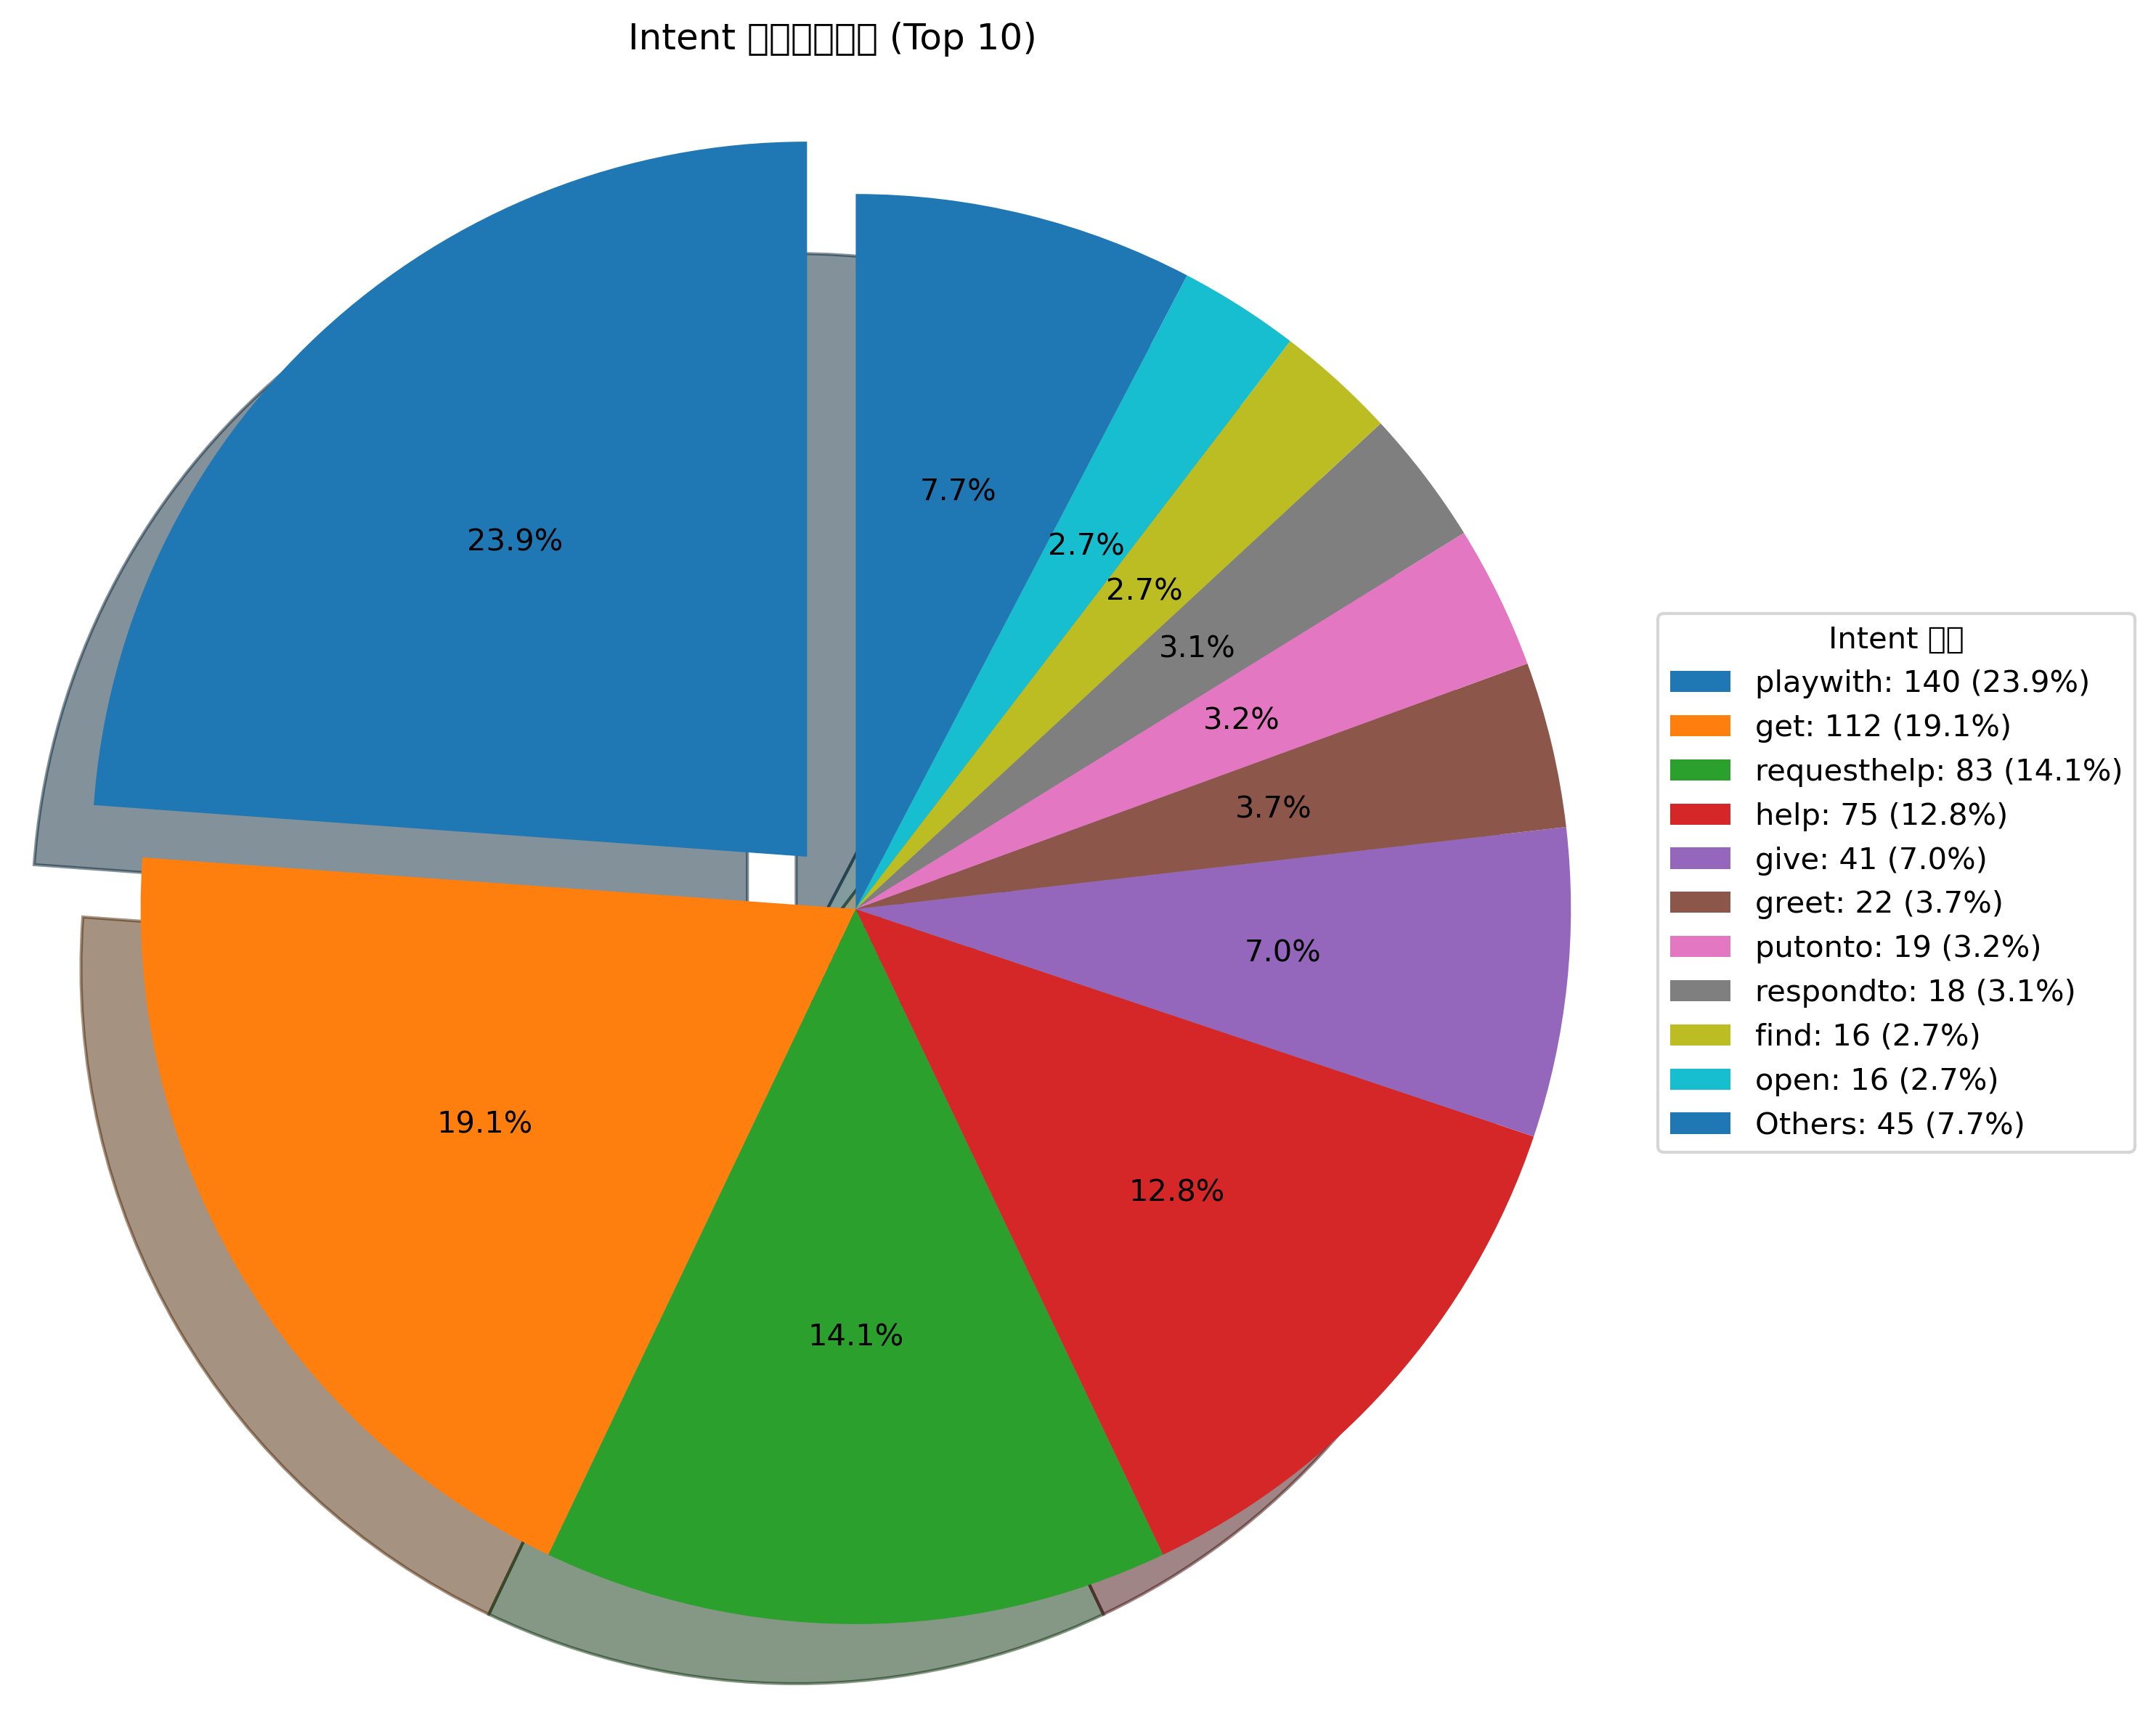 Intent (Top 10)
23.9%
7.7%
2.7%
2.7%
3.1%
3.2%
3.7%
7.0%
19.1%
12.8%
14.1%
Intent
playwith: 140 (23.9%)
get: 112 (19.1%)
requesthelp: 83 (14.1%)
help: 75 (12.8%)
give: 41 (7.0%)
greet: 22 (3.7%)
putonto: 19 (3.2%)
respondto: 18 (3.1%)
find: 16 (2.7%)
open: 16 (2.7%)
Others: 45 (7.7%)